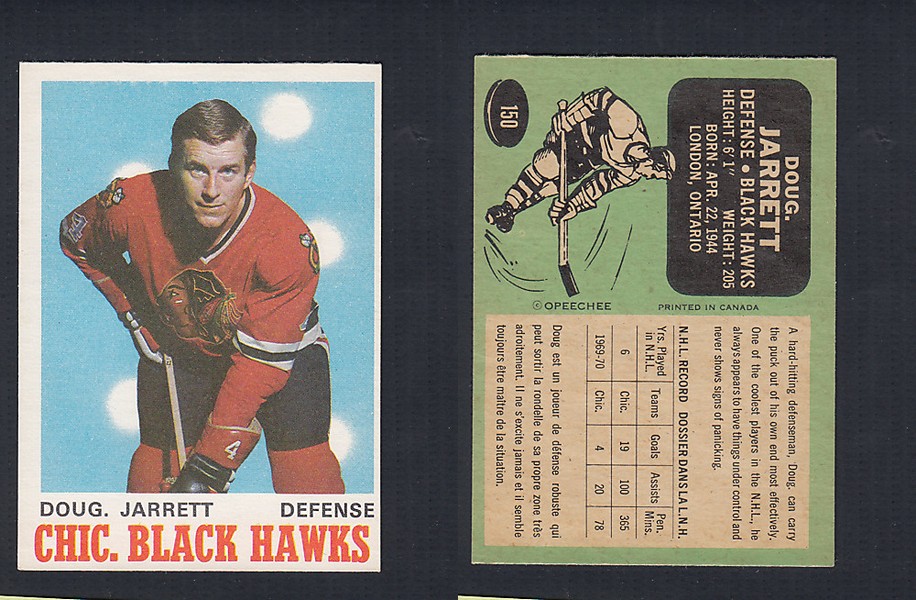 4
DOUG. JARRETT DEFENSE
CHIC. BLACK HAWKS
150
DOUG.
JARRETT
DEFENSE • BLACK HAWKS
HEIGHT: 6'1" WEIGHT: 205
BORN: APR. 22, 1944
LONDON, ONTARIO
© OPEECHEE PRINTED IN CANADA
A hard-hitting defenseman, Doug. can carry
the puck out of his own end most effectively.
One of the coolest players in the N.H.L., he
always appears to have things under control and
never shows signs of panicking.
N.H.L. RECORD DOSSIER DANS LA L.N.H.
Yrs. Played
in N.H.L. Teams Goals Assists Pen.
Mins.
6 Chic. 19 100 365
1969-70 Chic. 4 20 78
Doug est un joueur de défense robuste qui
peut sortir la rondelle de sa propre zone très
adroitement. Il ne s'excite jamais et il semble
toujours être maître de la situation.